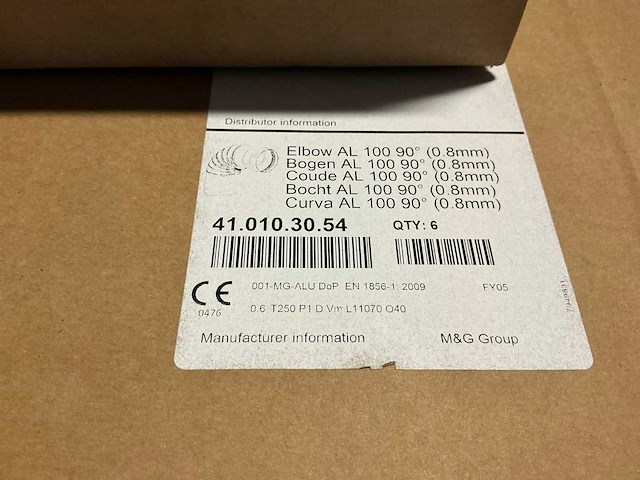 Distributor information
Elbow AL 100 90° (0.8mm)
Bogen AL 100 90° (0.8mm)
Coude AL 100 90° (0.8mm)
Bocht AL 100 90° (0.8mm)
Curva AL 100 90° (0.8mm)
41.010.30.54 QTY: 6
CE 001-MG-ALU DoP EN 1856-1: 2009 FY05
0476 0.6 T250 P1 D Vm L11070 O40
Manufacturer information M&G Group